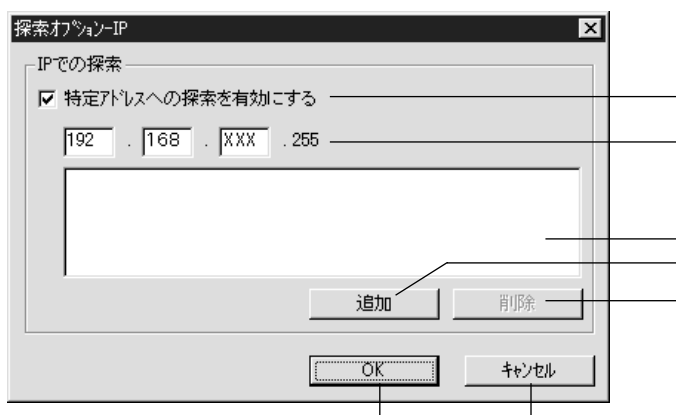 探索ｵﾌﾟｼｮﾝ-IP
IPでの探索
特定ｱﾄﾞﾚｽへの探索を有効にする
192 . 168 . XXX . 255
追加 削除
OK ｷｬﾝｾﾙ